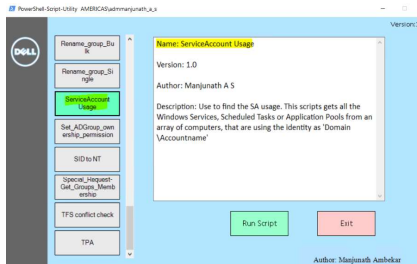 PowerShell-Script-Utility AMERICAS\admmanjunath_a_s
Version:
DELL
Rename_group_Bu
lk
Rename_group_Si
ngle
ServiceAccount
Usage
Set_ADGroup_own
ership_permission
SID to NT
Special_Request-
Get_Groups_Memb
ership
TFS conflict check
TPA
Name: ServiceAccount Usage
Version: 1.0
Author: Manjunath A S
Description: Use to find the SA usage. This scripts gets all the
Windows Services, Scheduled Tasks or Application Pools from an
array of computers, that are using the identity as 'Domain
\Accountname'
Run Script
Exit
Author: Manjunath Ambekar